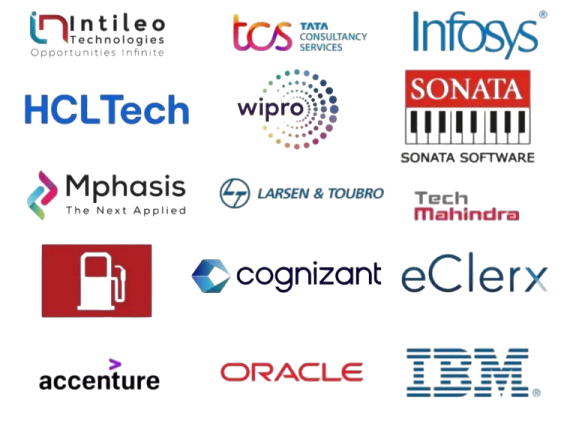 Intileo
Technologies
Opportunities Infinite
tcs TATA
CONSULTANCY
SERVICES
Infosys®
HCLTech
wipro
SONATA
SONATA SOFTWARE
Mphasis
The Next Applied
LARSEN & TOUBRO
Tech
Mahindra
cognizant
eClerx
accenture
ORACLE
IBM®